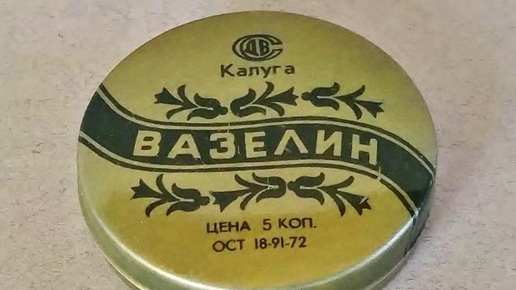 Калуга
ВАЗЕЛИН
ЦЕНА 5 КОП.
ОСТ 18-91-72